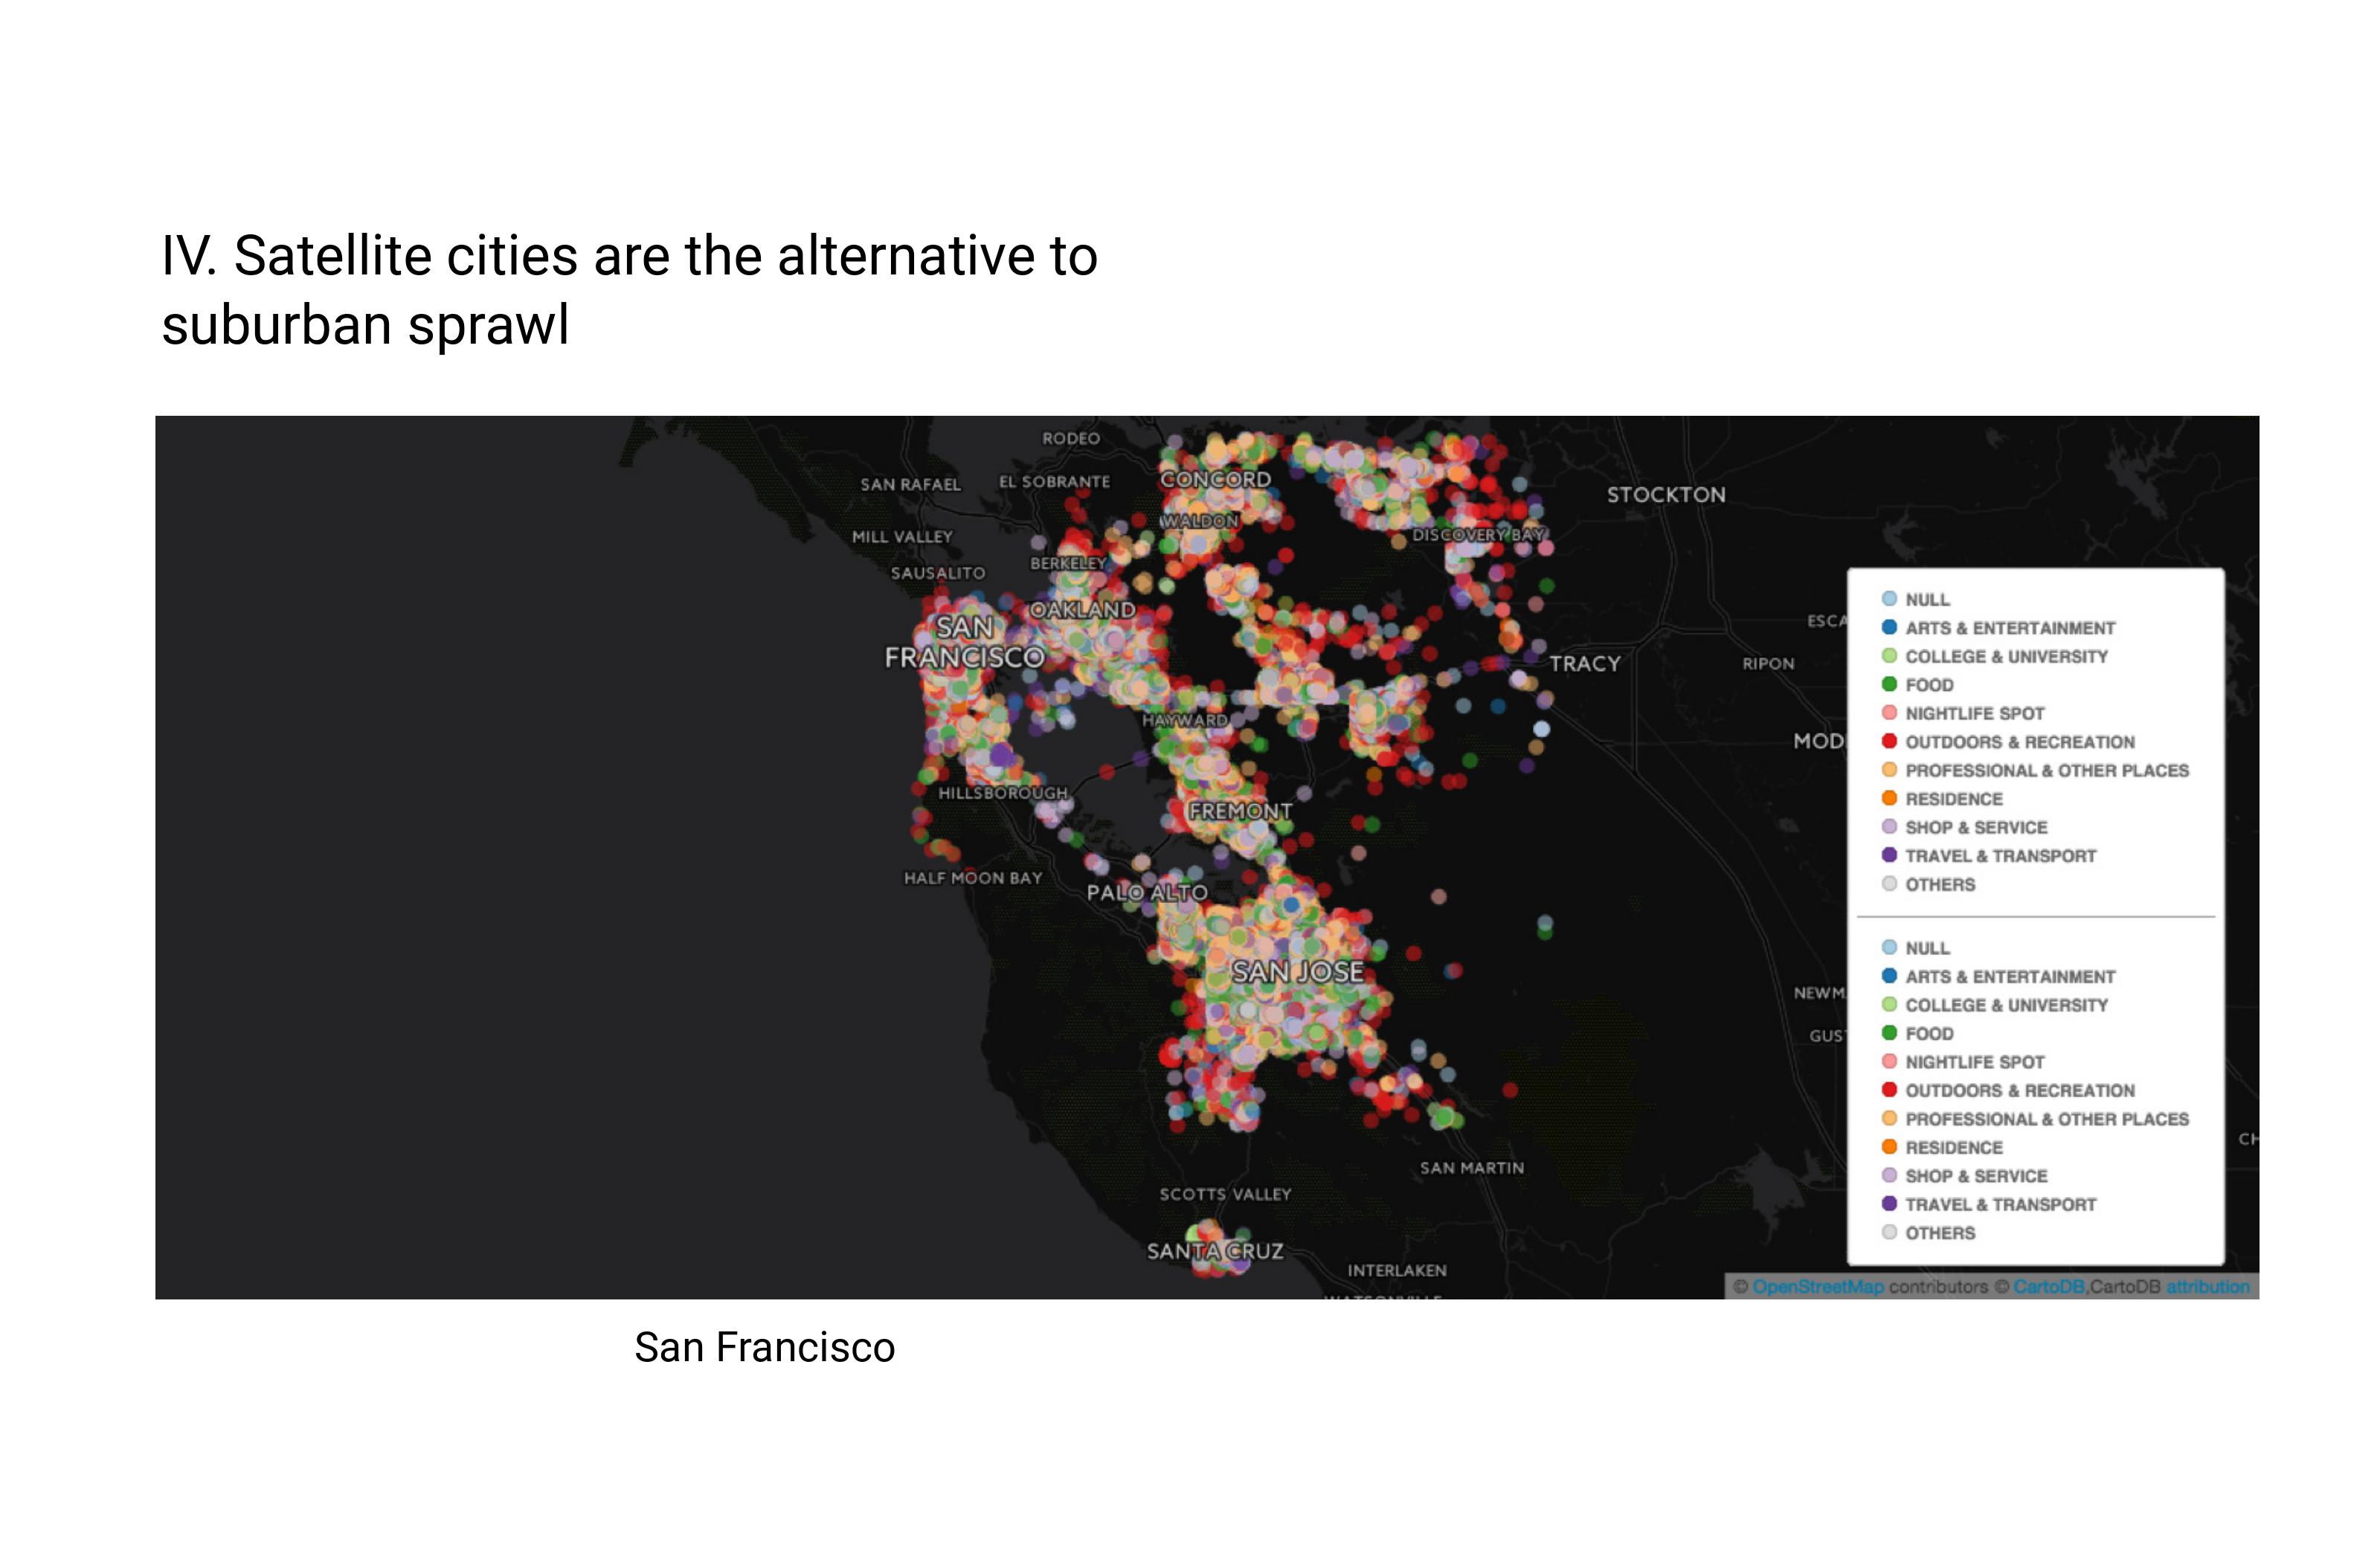 IV. Satellite cities are the alternative to
suburban sprawl
RODEO
SAN RAFAEL
EL SOBRANTE
CONCORD
STOCKTON
WALDON
MILL VALLEY
DISCOVERY BAY
BERKELEY
SAUSALITO
OAKLAND
SAN
FRANCISCO
ESCA
TRACY
RIPON
HAYWARD
MOD
HILLSBOROUGH
FREMONT
HALF MOON BAY
PALO ALTO
SAN JOSE
NEWM
GUS
CH
SAN MARTIN
SCOTTS VALLEY
SANTA CRUZ
INTERLAKEN
WATSONVILLE
NULL
ARTS & ENTERTAINMENT
COLLEGE & UNIVERSITY
FOOD
NIGHTLIFE SPOT
OUTDOORS & RECREATION
PROFESSIONAL & OTHER PLACES
RESIDENCE
SHOP & SERVICE
TRAVEL & TRANSPORT
OTHERS
NULL
ARTS & ENTERTAINMENT
COLLEGE & UNIVERSITY
FOOD
NIGHTLIFE SPOT
OUTDOORS & RECREATION
PROFESSIONAL & OTHER PLACES
RESIDENCE
SHOP & SERVICE
TRAVEL & TRANSPORT
OTHERS
© OpenStreetMap contributors © CartoDB,CartoDB attribution
San Francisco